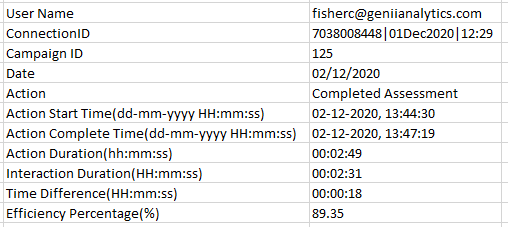 User Name fisherc@geniianalytics.com
ConnectionID 7038008448|01Dec2020|12:29
Campaign ID 125
Date 02/12/2020
Action Completed Assessment
Action Start Time(dd-mm-yyyy HH:mm:ss) 02-12-2020, 13:44:30
Action Complete Time(dd-mm-yyyy HH:mm:ss) 02-12-2020, 13:47:19
Action Duration(hh:mm:ss) 00:02:49
Interaction Duration(HH:mm:ss) 00:02:31
Time Difference(HH:mm:ss) 00:00:18
Efficiency Percentage(%) 89.35